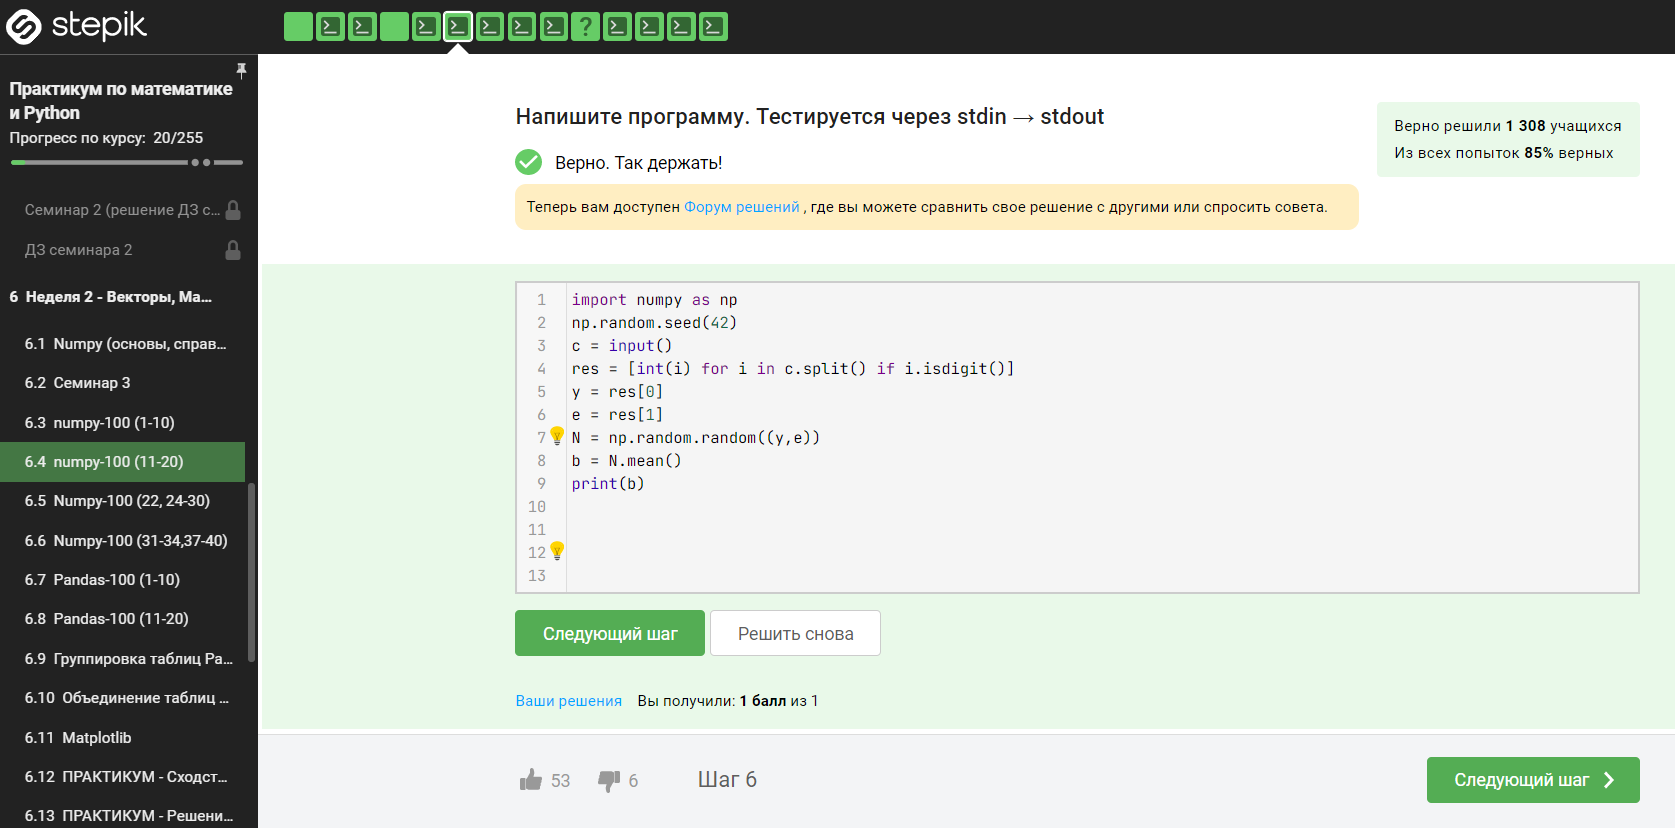 stepik
?
Практикум по математике
и Python
Прогресс по курсу: 20/255
Семинар 2 (решение ДЗ с...
ДЗ семинара 2
6 Неделя 2 - Векторы, Ма...
6.1 Numpy (основы, справ...
6.2 Семинар 3
6.3 numpy-100 (1-10)
6.4 numpy-100 (11-20)
6.5 Numpy-100 (22, 24-30)
6.6 Numpy-100 (31-34,37-40)
6.7 Pandas-100 (1-10)
6.8 Pandas-100 (11-20)
6.9 Группировка таблиц Pa...
6.10 Объединение таблиц ...
6.11 Matplotlib
6.12 ПРАКТИКУМ - Сходст...
6.13 ПРАКТИКУМ - Решени...
Напишите программу. Тестируется через stdin → stdout
Верно. Так держать!
Теперь вам доступен Форум решений , где вы можете сравнить свое решение с другими или спросить совета.
Верно решили 1 308 учащихся
Из всех попыток 85% верных
1 import numpy as np
2 np.random.seed(42)
3 c = input()
4 res = [int(i) for i in c.split() if i.isdigit()]
5 y = res[0]
6 e = res[1]
7 N = np.random.random((y,e))
8 b = N.mean()
9 print(b)
10
11
12
13
Следующий шаг
Решить снова
Ваши решения Вы получили: 1 балл из 1
53 6 Шаг 6
Следующий шаг